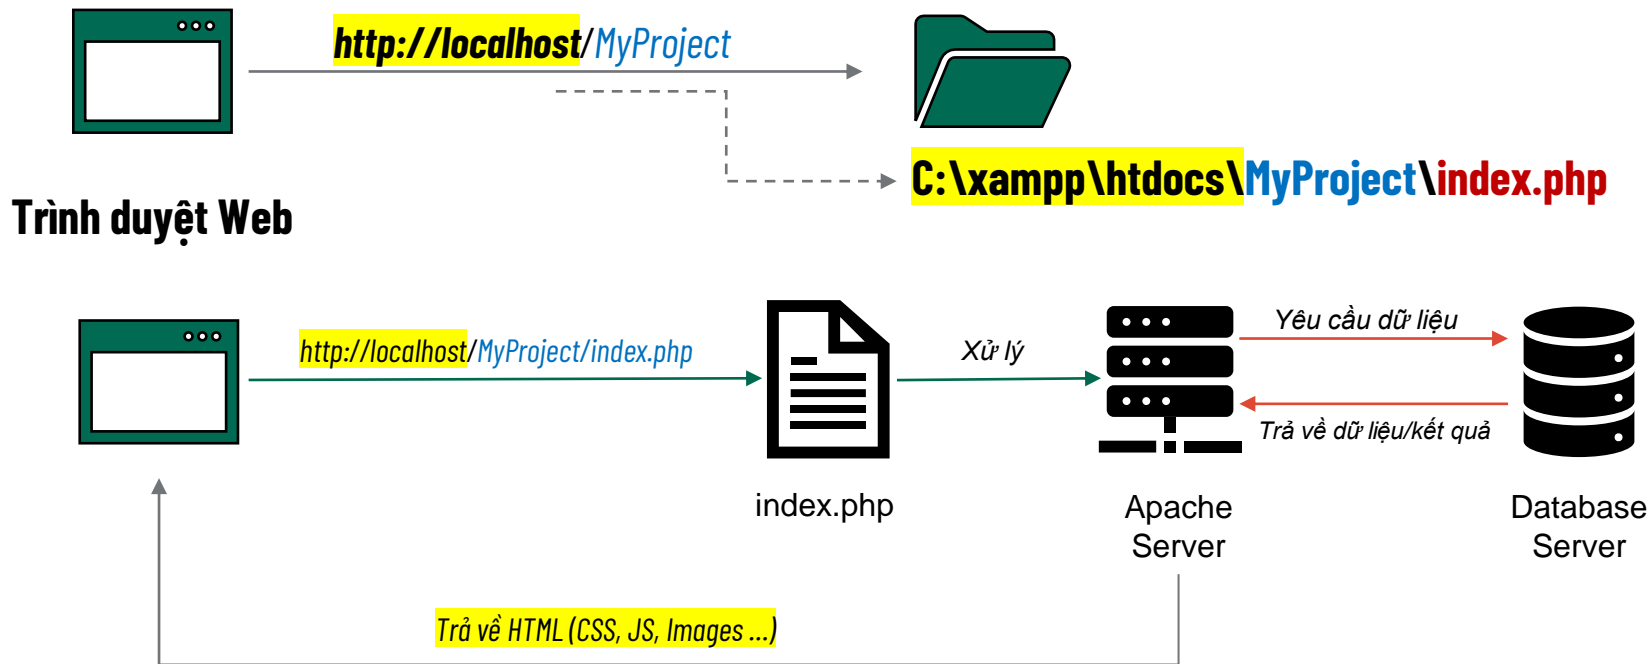 http://localhost/MyProject
C:\xampp\htdocs\MyProject\index.php
Trình duyệt Web
http://localhost/MyProject/index.php
Xử lý
Yêu cầu dữ liệu
Trả về dữ liệu/kết quả
index.php
Apache
Server
Database
Server
Trả về HTML (CSS, JS, Images ...)